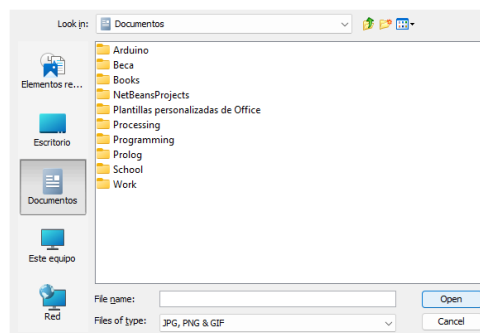 Look in: Documentos
Elementos re...
Escritorio
Documentos
Este equipo
Red
Arduino
Beca
Books
NetBeansProjects
Plantillas personalizadas de Office
Processing
Programming
Prolog
School
Work
File name: Open
Files of type: JPG, PNG & GIF Cancel